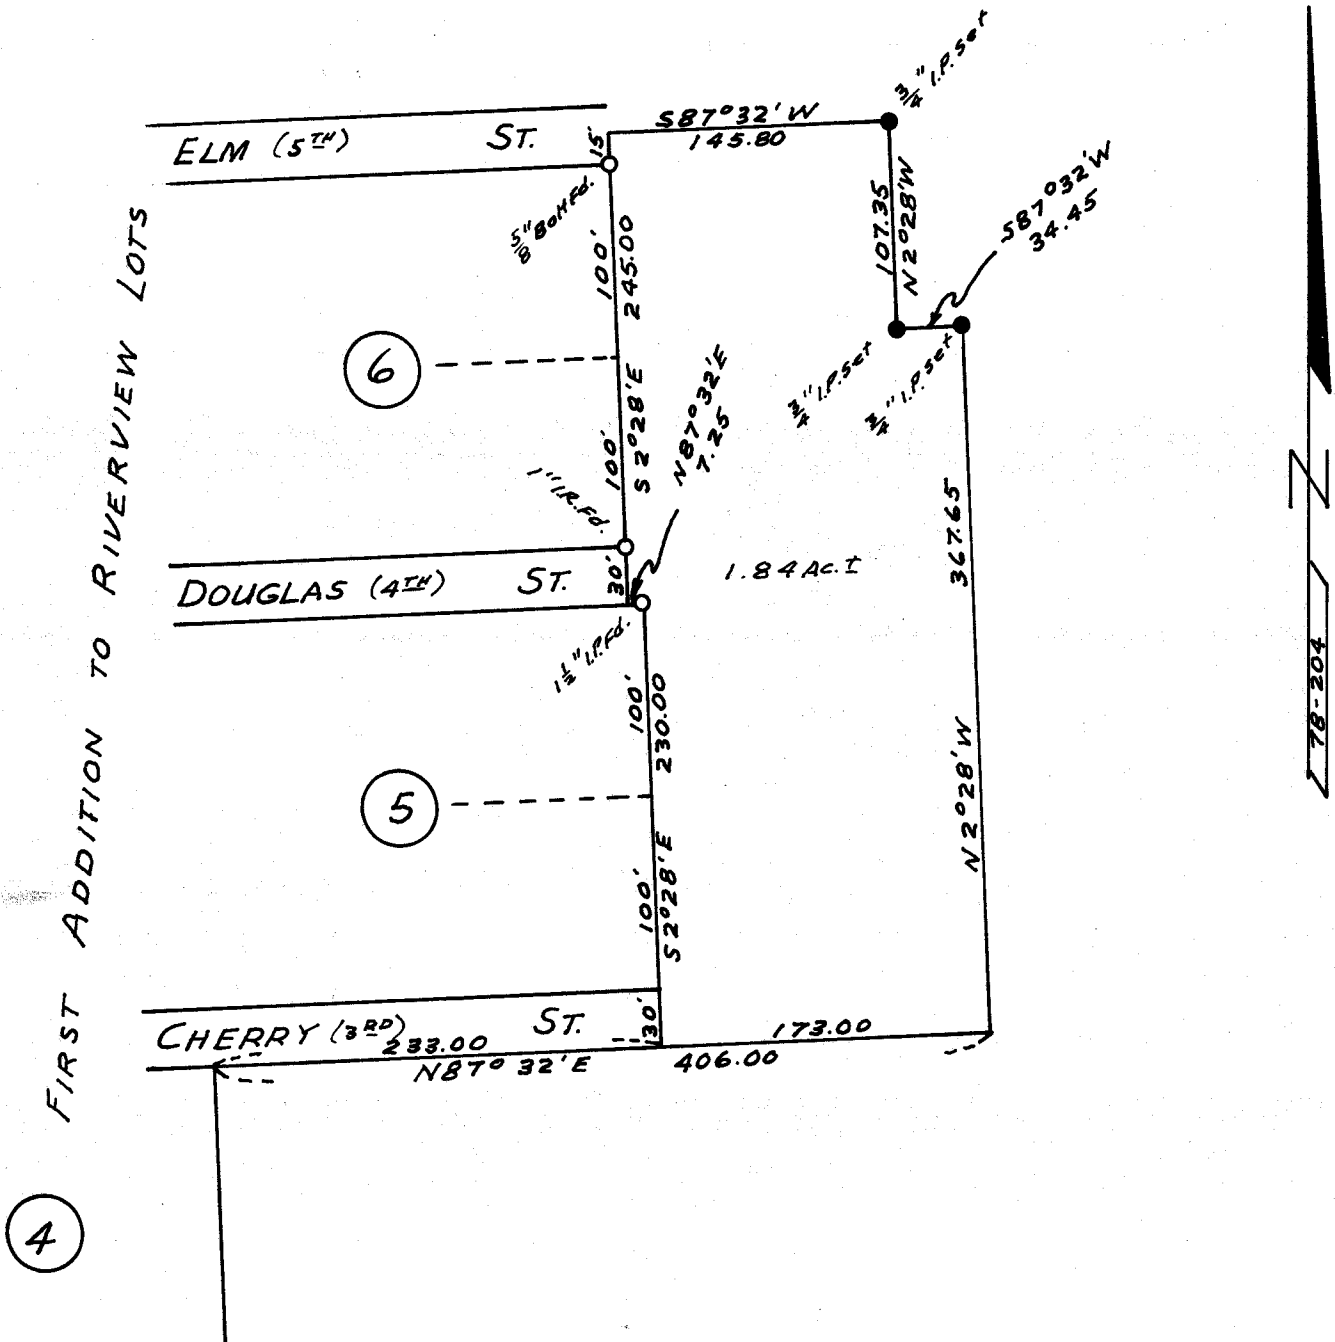 3/4" I.P. Set
S87°32'W
145.80
ELM (5TH) ST.
15'
107.35
N2°28'W
S87°32'W
34.45
5/8" Bolt Fd.
100'
245.00
S2°28'E
100'
6
N87°32'E
7.25
3/4" I.P. Set
3/4" I.P. Set
1" I.R. Fd.
DOUGLAS (4TH) ST.
30'
1.84 Ac.±
367.65
N2°28'W
1 1/2" I.P. Fd.
100'
230.00
5
100'
S2°28'E
CHERRY (3RD) ST.
30'
233.00
173.00
N87°32'E
406.00
FIRST ADDITION TO RIVERVIEW LOTS
4
N
78-204